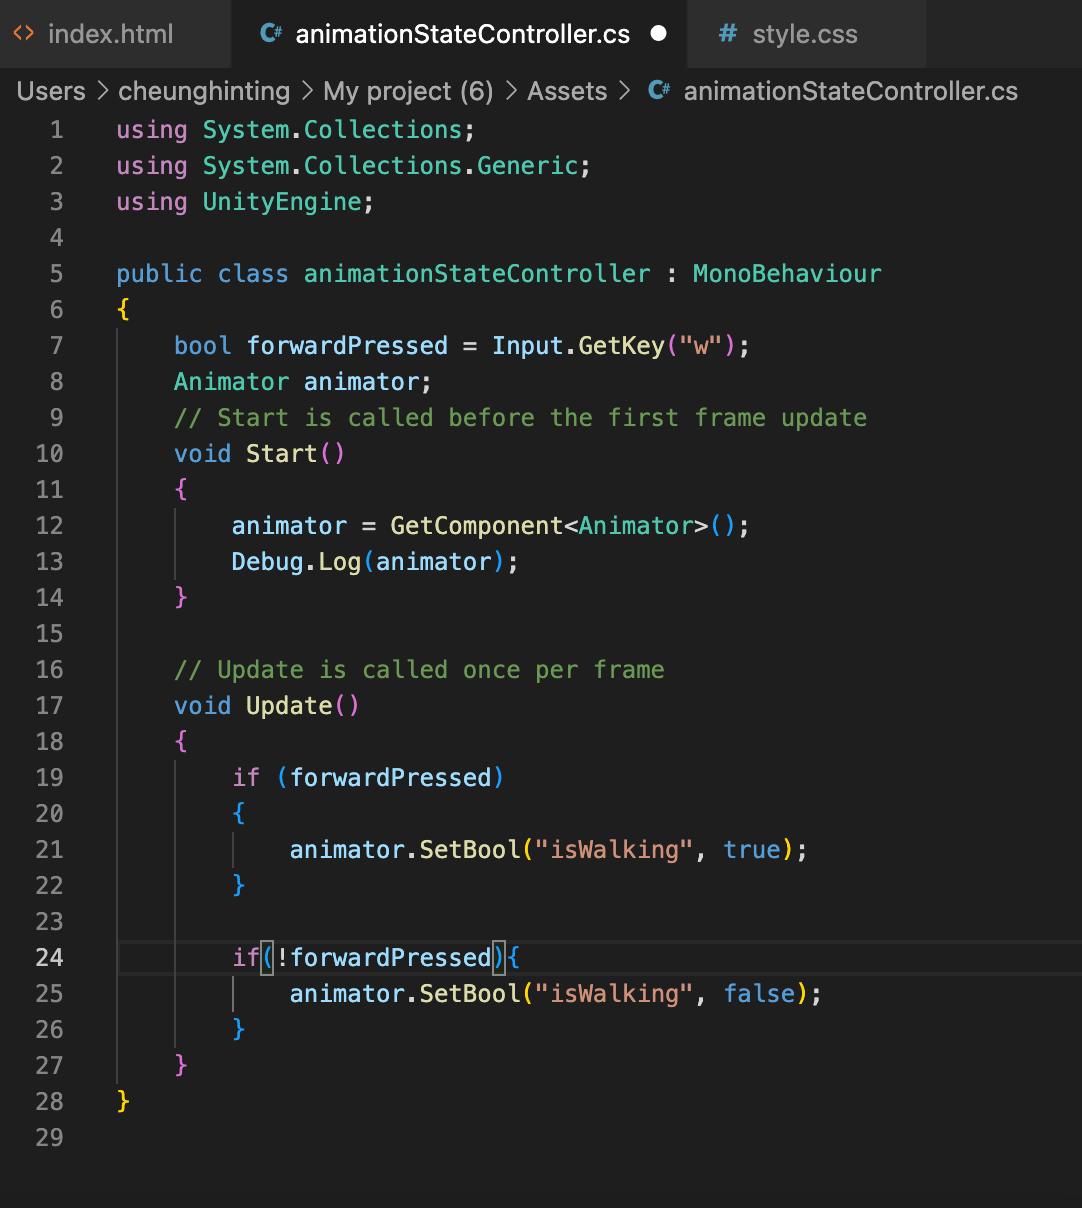 index.html animationStateController.cs style.css
Users > cheunghinting > My project (6) > Assets > animationStateController.cs
1 using System.Collections;
2 using System.Collections.Generic;
3 using UnityEngine;
4
5 public class animationStateController : MonoBehaviour
6 {
7     bool forwardPressed = Input.GetKey("w");
8     Animator animator;
9     // Start is called before the first frame update
10     void Start()
11     {
12         animator = GetComponent<Animator>();
13         Debug.Log(animator);
14     }
15
16     // Update is called once per frame
17     void Update()
18     {
19         if (forwardPressed)
20         {
21             animator.SetBool("isWalking", true);
22         }
23
24         if(!forwardPressed){
25             animator.SetBool("isWalking", false);
26         }
27     }
28 }
29